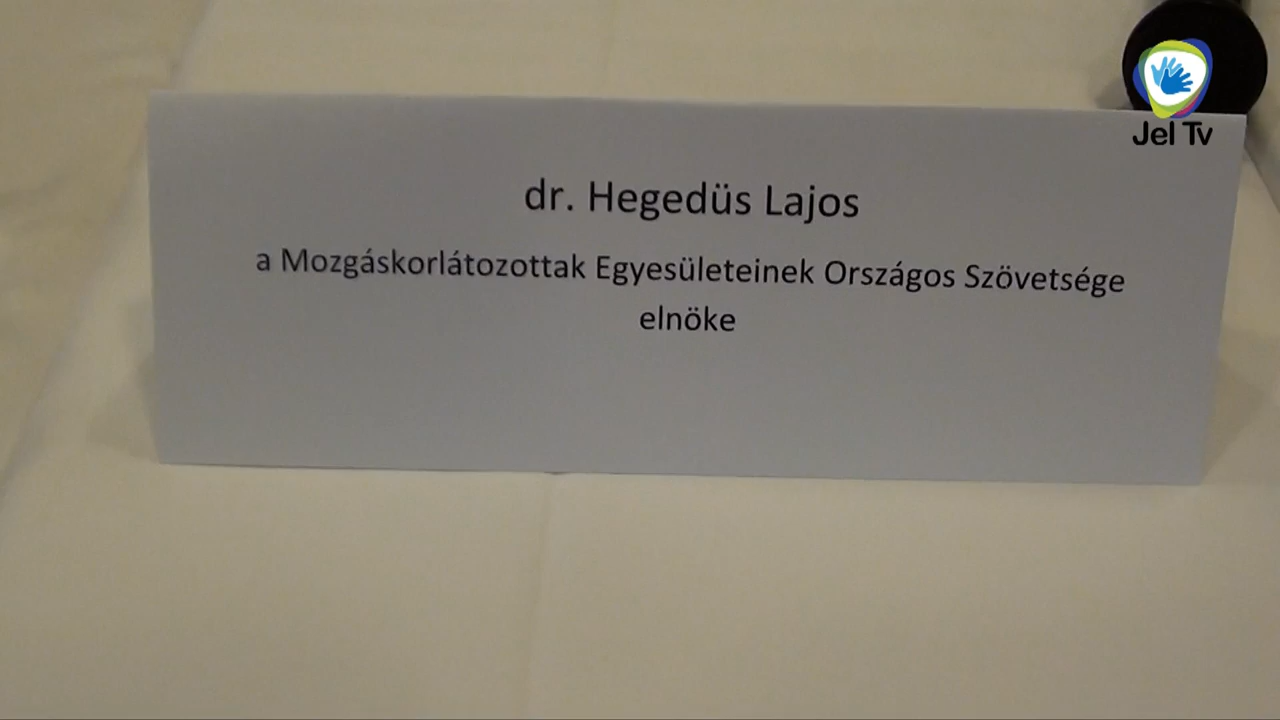 Jel Tv
dr. Hegedüs Lajos
a Mozgáskorlátozottak Egyesületeinek Országos Szövetsége
elnöke